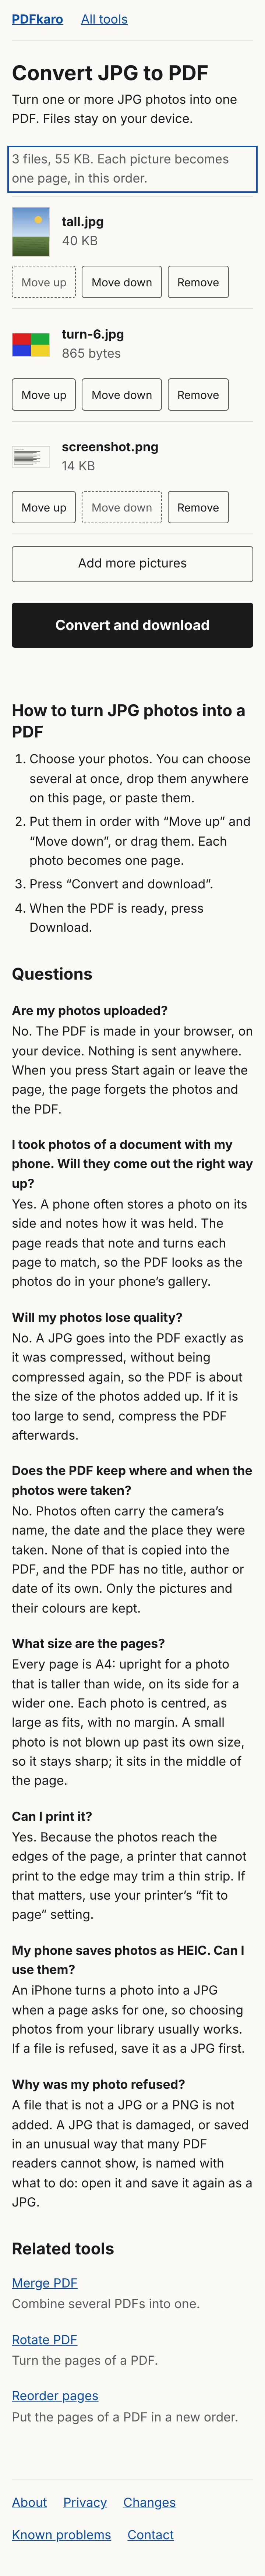 PDFkaro All tools
Convert JPG to PDF
Turn one or more JPG photos into one
PDF. Files stay on your device.
3 files, 55 KB. Each picture becomes
one page, in this order.
tall.jpg
40 KB
Move up Move down Remove
turn-6.jpg
865 bytes
Move up Move down Remove
screenshot.png
14 KB
Move up Move down Remove
Add more pictures
Convert and download
How to turn JPG photos into a
PDF
1. Choose your photos. You can choose
several at once, drop them anywhere
on this page, or paste them.
2. Put them in order with “Move up” and
“Move down”, or drag them. Each
photo becomes one page.
3. Press “Convert and download”.
4. When the PDF is ready, press
Download.
Questions
Are my photos uploaded?
No. The PDF is made in your browser, on
your device. Nothing is sent anywhere.
When you press Start again or leave the
page, the page forgets the photos and
the PDF.
I took photos of a document with my
phone. Will they come out the right way
up?
Yes. A phone often stores a photo on its
side and notes how it was held. The
page reads that note and turns each
page to match, so the PDF looks as the
photos do in your phone’s gallery.
Will my photos lose quality?
No. A JPG goes into the PDF exactly as
it was compressed, without being
compressed again, so the PDF is about
the size of the photos added up. If it is
too large to send, compress the PDF
afterwards.
Does the PDF keep where and when the
photos were taken?
No. Photos often carry the camera’s
name, the date and the place they were
taken. None of that is copied into the
PDF, and the PDF has no title, author or
date of its own. Only the pictures and
their colours are kept.
What size are the pages?
Every page is A4: upright for a photo
that is taller than wide, on its side for a
wider one. Each photo is centred, as
large as fits, with no margin. A small
photo is not blown up past its own size,
so it stays sharp; it sits in the middle of
the page.
Can I print it?
Yes. Because the photos reach the
edges of the page, a printer that cannot
print to the edge may trim a thin strip. If
that matters, use your printer’s “fit to
page” setting.
My phone saves photos as HEIC. Can I
use them?
An iPhone turns a photo into a JPG
when a page asks for one, so choosing
photos from your library usually works.
If a file is refused, save it as a JPG first.
Why was my photo refused?
A file that is not a JPG or a PNG is not
added. A JPG that is damaged, or saved
in an unusual way that many PDF
readers cannot show, is named with
what to do: open it and save it again as a
JPG.
Related tools
Merge PDF
Combine several PDFs into one.
Rotate PDF
Turn the pages of a PDF.
Reorder pages
Put the pages of a PDF in a new order.
About Privacy Changes
Known problems Contact